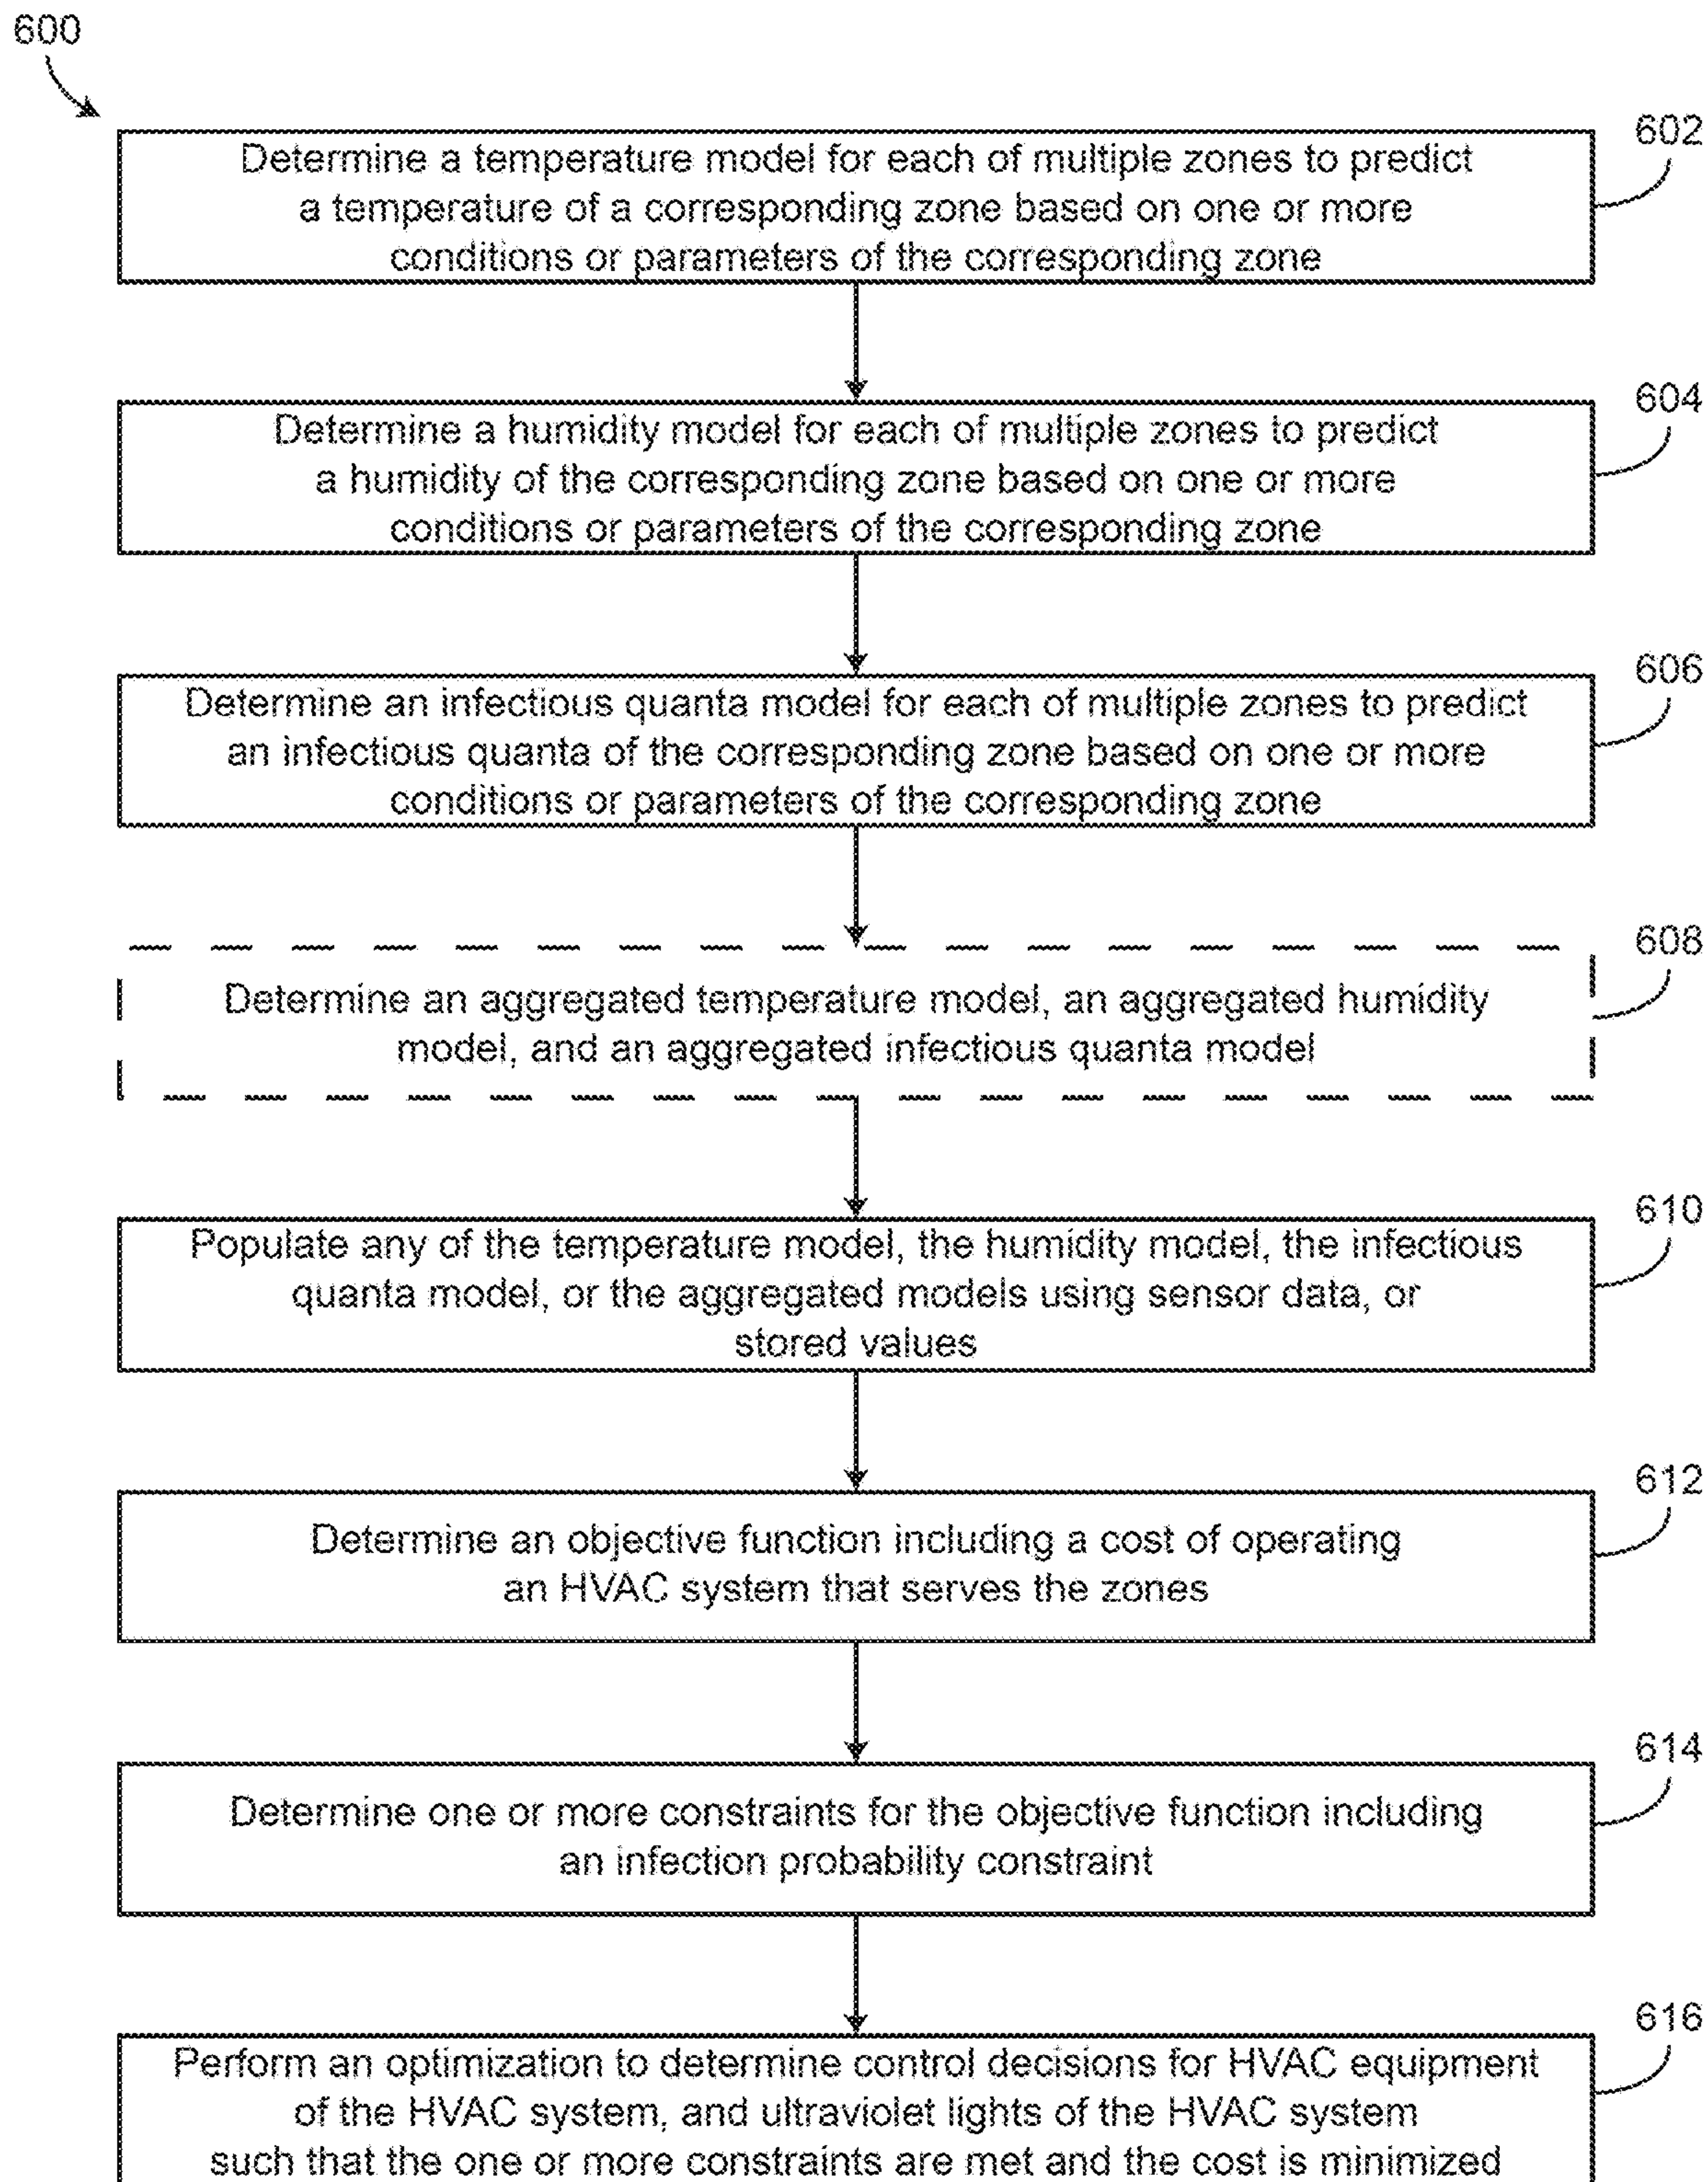 600
602
Determine a temperature model for each of multiple zones to predict
a temperature of a corresponding zone based on one or more
conditions or parameters of the corresponding zone
604
Determine a humidity model for each of multiple zones to predict
a humidity of the corresponding zone based on one or more
conditions or parameters of the corresponding zone
606
Determine an infectious quanta model for each of multiple zones to predict
an infectious quanta of the corresponding zone based on one or more
conditions or parameters of the corresponding zone
608
Determine an aggregated temperature model, an aggregated humidity
model, and an aggregated infectious quanta model
610
Populate any of the temperature model, the humidity model, the infectious
quanta model, or the aggregated models using sensor data, or
stored values
612
Determine an objective function including a cost of operating
an HVAC system that serves the zones
614
Determine one or more constraints for the objective function including
an infection probability constraint
616
Perform an optimization to determine control decisions for HVAC equipment
of the HVAC system, and ultraviolet lights of the HVAC system
such that the one or more constraints are met and the cost is minimized